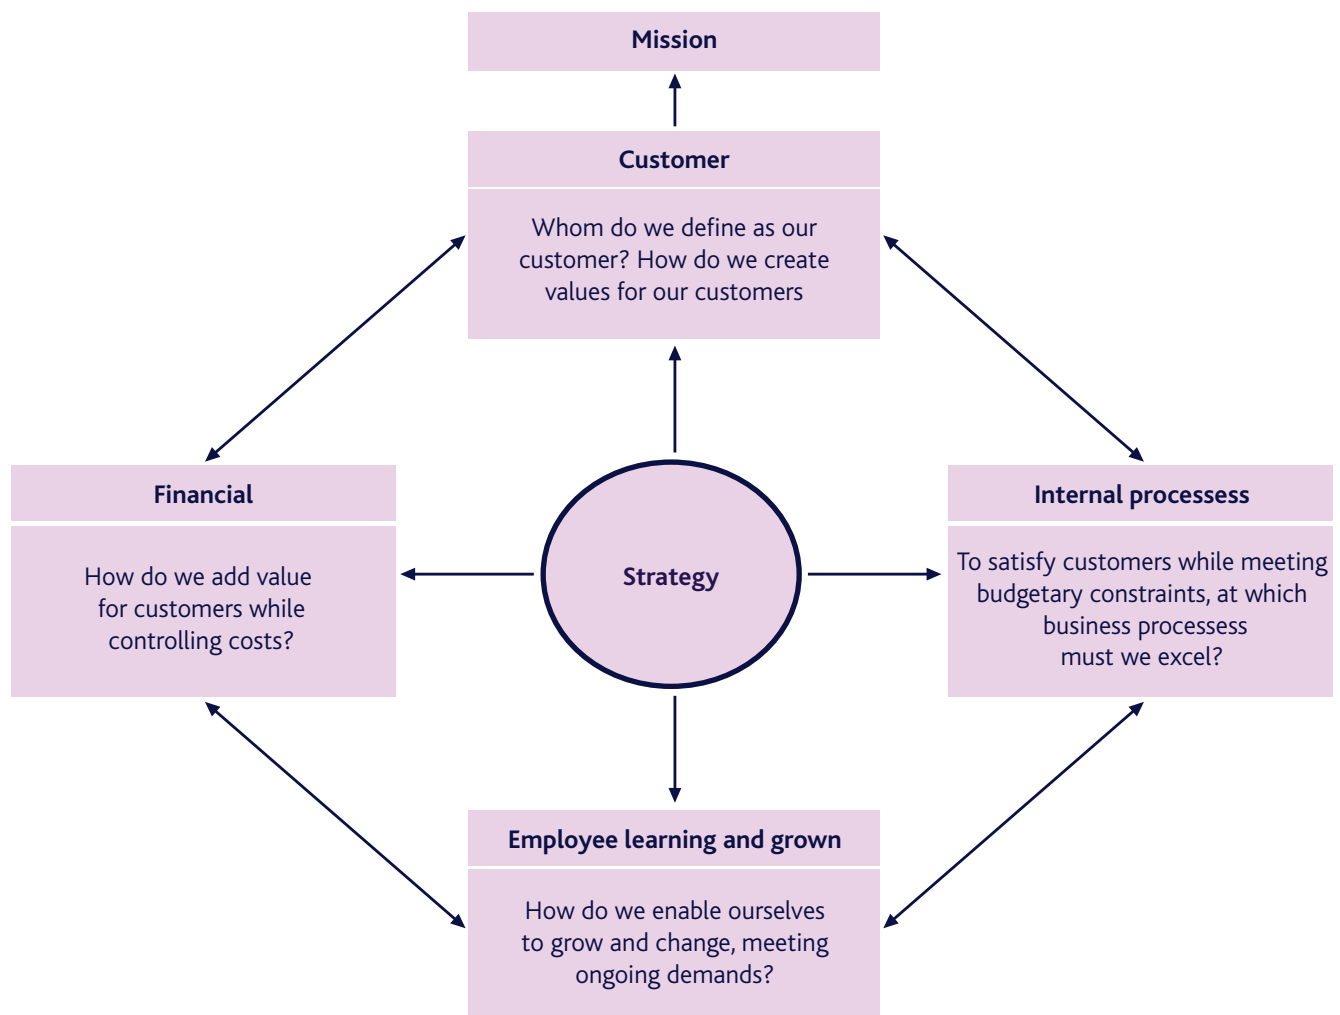 Mission
Customer
Whom do we define as our
customer? How do we create
values for our customers
Financial
How do we add value
for customers while
controlling costs?
Strategy
Internal processess
To satisfy customers while meeting
budgetary constraints, at which
business processess
must we excel?
Employee learning and grown
How do we enable ourselves
to grow and change, meeting
ongoing demands?